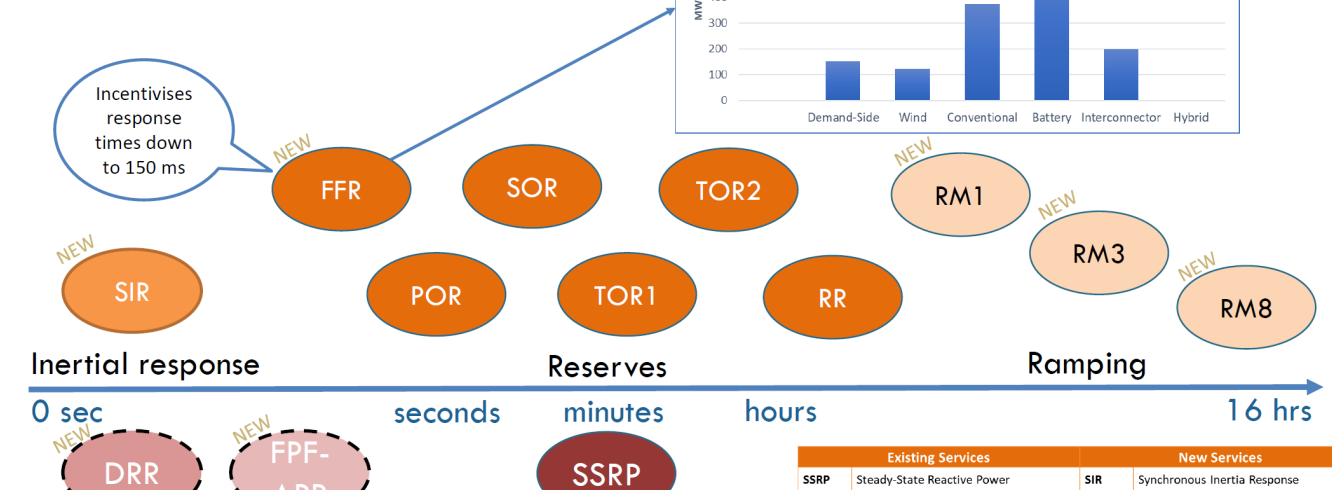 MW
300
200
100
0
Demand-Side Wind Conventional Battery Interconnector Hybrid
Incentivises
response
times down
to 150 ms
NEW
FFR
SOR
TOR2
NEW
RM1
NEW
RM3
NEW
RM8
NEW
SIR
POR
TOR1
RR
Inertial response
Reserves
Ramping
0 sec
seconds
minutes
hours
16 hrs
NEW
DRR
NEW
FPF-
SSRP
Existing Services New Services
SSRP Steady-State Reactive Power SIR Synchronous Inertia Response